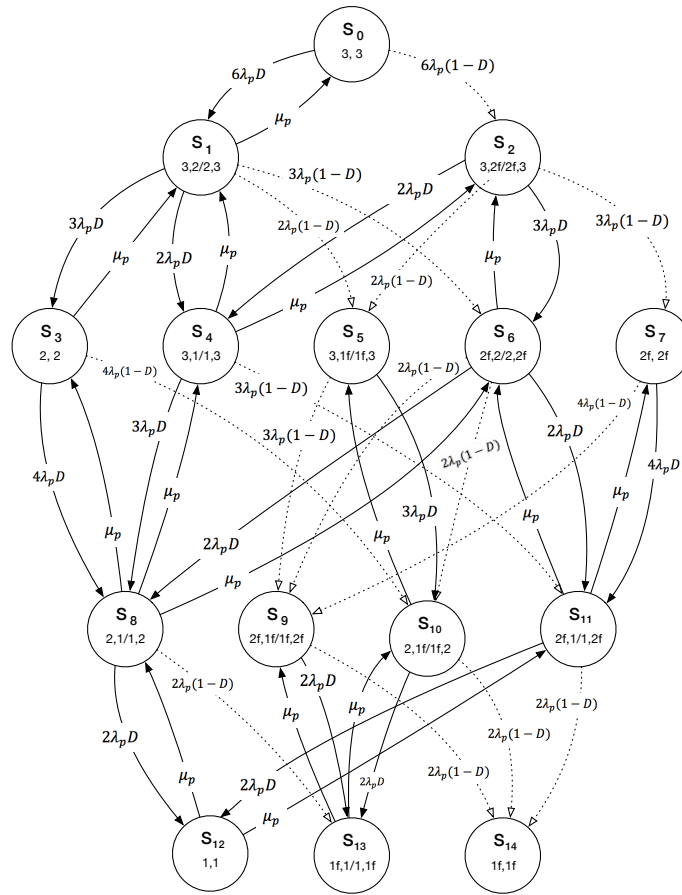 S₀
3, 3
6λₚD
6λₚ(1−D)
μₚ
S₁
3,2/2,3
S₂
3,2f/2f,3
3λₚ(1−D)
2λₚD
3λₚD
2λₚ(1−D)
3λₚD
3λₚ(1−D)
μₚ
2λₚD
μₚ
μₚ
2λₚ(1−D)
μₚ
S₃
2, 2
S₄
3,1/1,3
S₅
3,1f/1f,3
S₆
2f,2/2,2f
S₇
2f, 2f
4λₚ(1−D)
3λₚ(1−D)
2λₚ(1−D)
4λₚ(1−D)
3λₚD
3λₚ(1−D)
2λₚD
2λₚ(1−D)
4λₚD
4λₚD
μₚ
3λₚD
μₚ
μₚ
μₚ
μₚ
2λₚD
μₚ
S₈
2,1/1,2
S₉
2f,1f/1f,2f
S₁₀
2,1f/1f,2
S₁₁
2f,1/1,2f
2λₚ(1−D)
2λₚD
μₚ
μₚ
2λₚ(1−D)
2λₚD
2λₚ(1−D)
μₚ
2λₚD
2λₚD
2λₚ(1−D)
μₚ
S₁₂
1,1
S₁₃
1f,1/1,1f
S₁₄
1f,1f